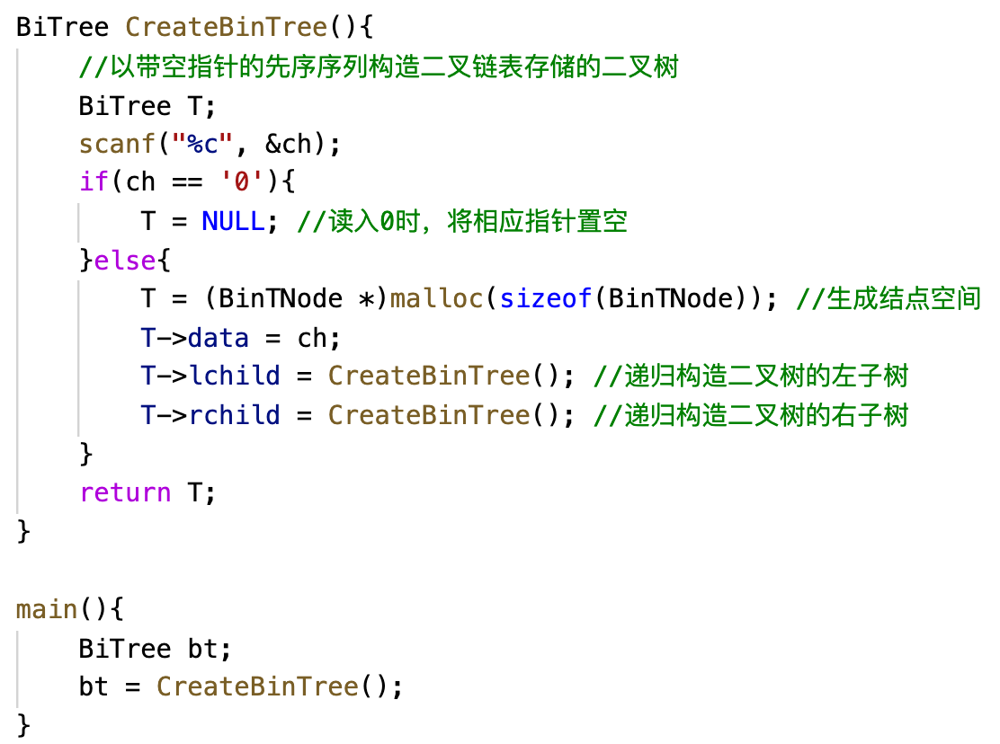 BiTree CreateBinTree(){
    //以带空指针的先序序列构造二叉链表存储的二叉树
    BiTree T;
    scanf("%c", &ch);
    if(ch == '0'){
        T = NULL; //读入0时，将相应指针置空
    }else{
        T = (BinTNode *)malloc(sizeof(BinTNode)); //生成结点空间
        T->data = ch;
        T->lchild = CreateBinTree(); //递归构造二叉树的左子树
        T->rchild = CreateBinTree(); //递归构造二叉树的右子树
    }
    return T;
}

main(){
    BiTree bt;
    bt = CreateBinTree();
}